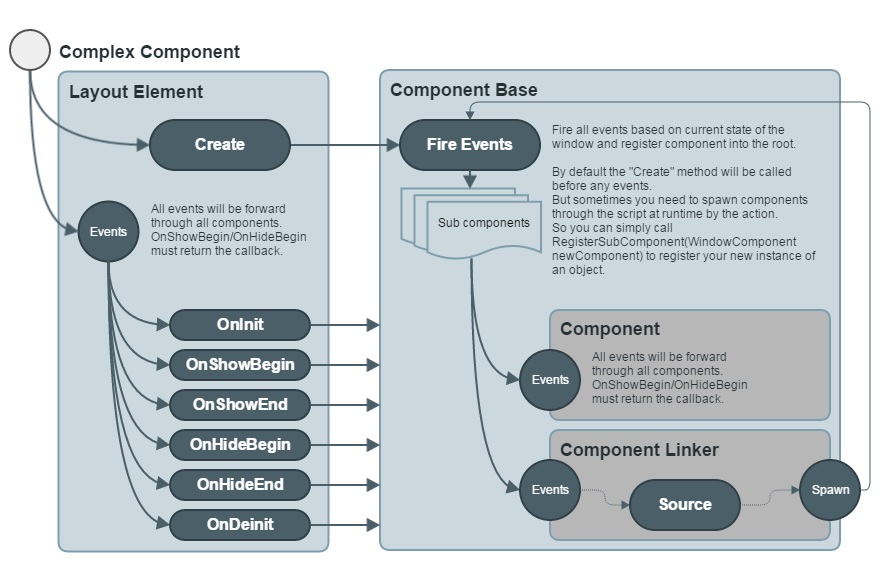 Complex Component
Layout Element
Create
Events
All events will be forward
through all components.
OnShowBegin/OnHideBegin
must return the callback.
OnInit
OnShowBegin
OnShowEnd
OnHideBegin
OnHideEnd
OnDeinit
Component Base
Fire Events
Fire all events based on current state of the
window and register component into the root.
By default the "Create" method will be called
before any events.
But sometimes you need to spawn components
through the script at runtime by the action.
So you can simply call
RegisterSubComponent(WindowComponent
newComponent) to register your new instance of
an object.
Sub components
Component
Events
All events will be forward
through all components.
OnShowBegin/OnHideBegin
must return the callback.
Component Linker
Events
Source
Spawn